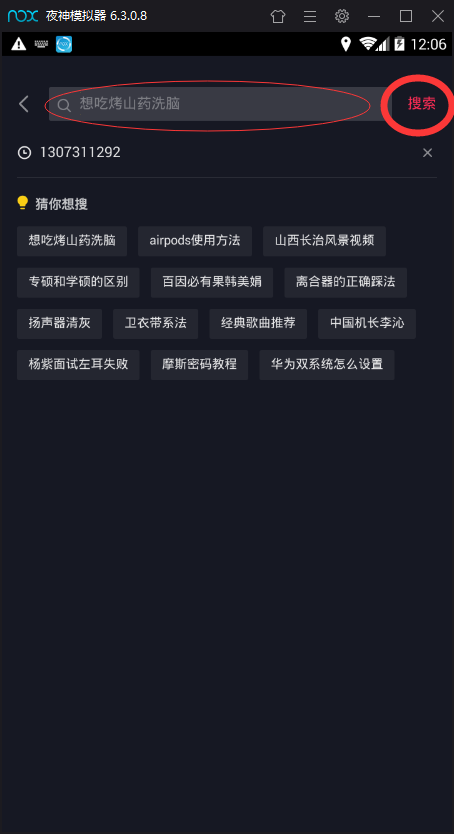 nox 夜神模拟器 6.3.0.8
12:06
想吃烤山药洗脑 搜索
1307311292
猜你想搜
想吃烤山药洗脑 airpods使用方法 山西长治风景视频
专硕和学硕的区别 百因必有果韩美娟 离合器的正确踩法
扬声器清灰 卫衣带系法 经典歌曲推荐 中国机长李沁
杨紫面试左耳失败 摩斯密码教程 华为双系统怎么设置